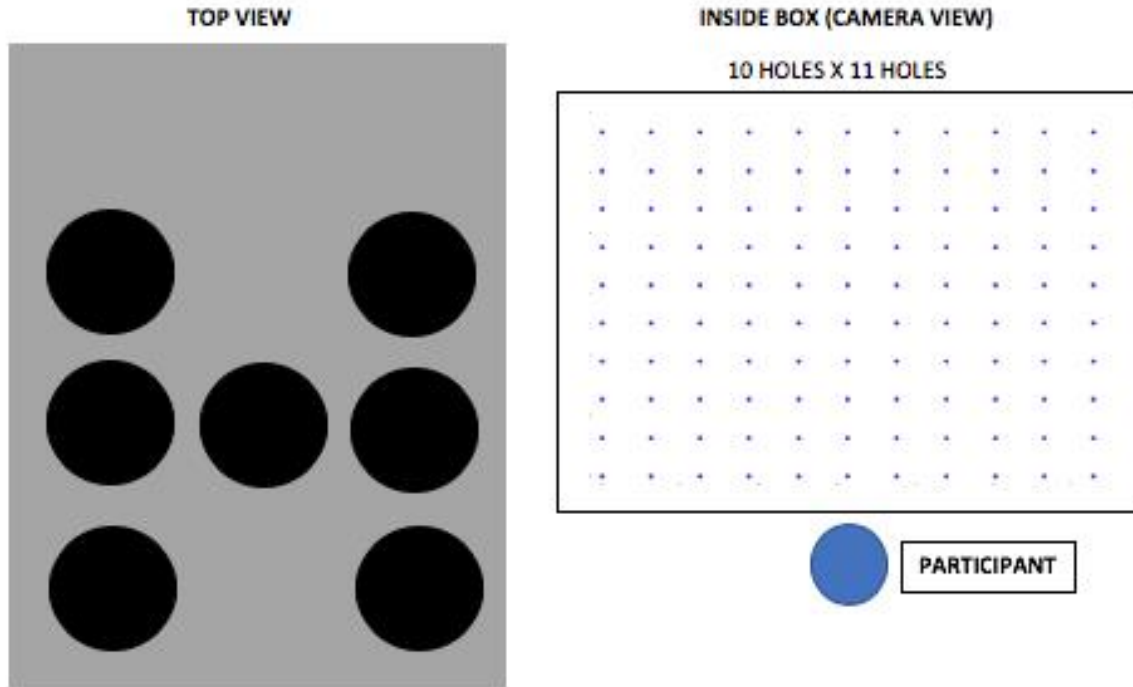 TOP VIEW
INSIDE BOX (CAMERA VIEW)
10 HOLES X 11 HOLES
PARTICIPANT